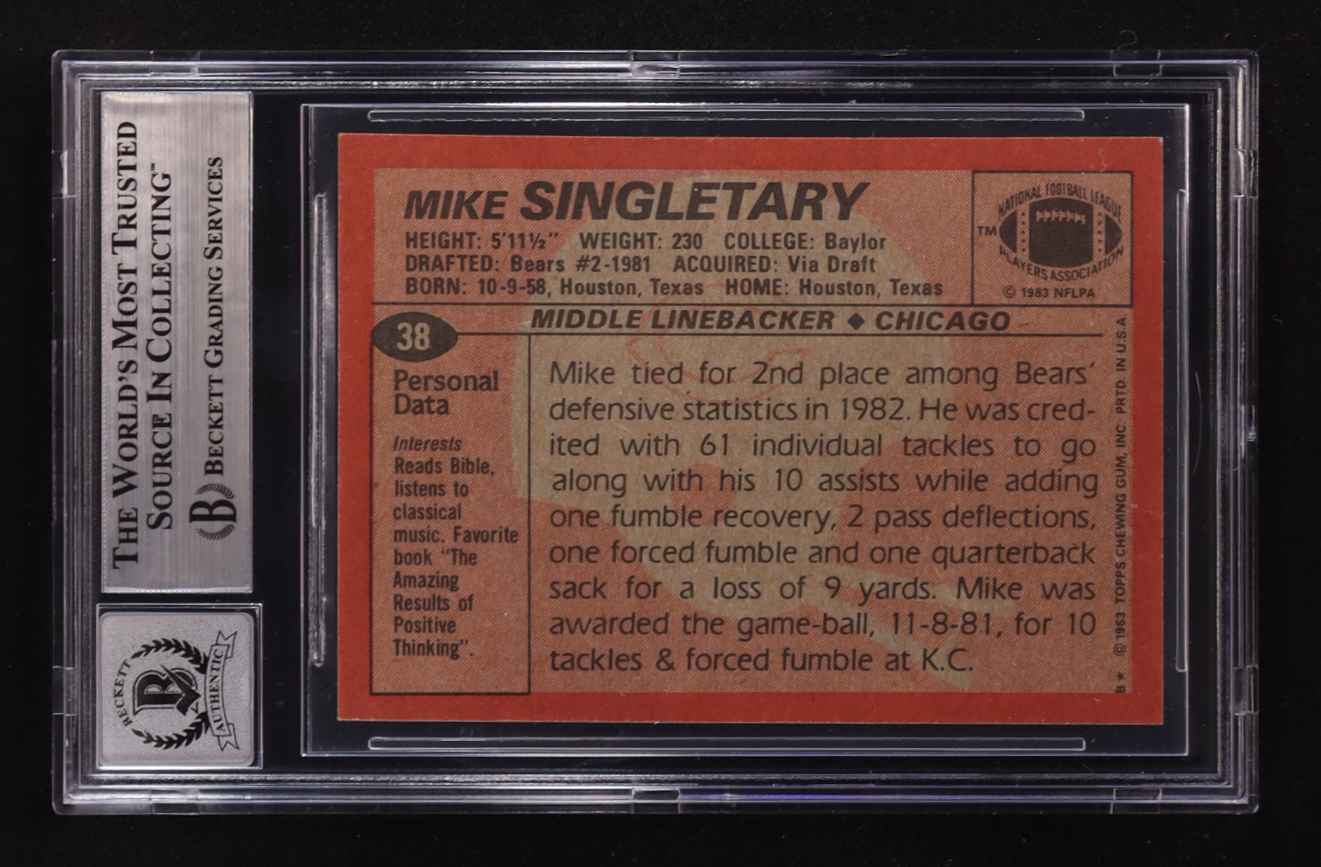 THE WORLD'S MOST TRUSTED
SOURCE IN COLLECTING™
B BECKETT GRADING SERVICES
BECKETT
B
AUTHENTIC
MIKE SINGLETARY
HEIGHT: 5'11½" WEIGHT: 230 COLLEGE: Baylor
DRAFTED: Bears #2-1981 ACQUIRED: Via Draft
BORN: 10-9-58, Houston, Texas HOME: Houston, Texas
NATIONAL FOOTBALL LEAGUE
TM
PLAYERS ASSOCIATION
© 1983 NFLPA
38
MIDDLE LINEBACKER ◆ CHICAGO
Personal
Data
Interests
Reads Bible,
listens to
classical
music. Favorite
book "The
Amazing
Results of
Positive
Thinking".
Mike tied for 2nd place among Bears'
defensive statistics in 1982. He was cred-
ited with 61 individual tackles to go
along with his 10 assists while adding
one fumble recovery, 2 pass deflections,
one forced fumble and one quarterback
sack for a loss of 9 yards. Mike was
awarded the game-ball, 11-8-81, for 10
tackles & forced fumble at K.C.
B* © 1983 TOPPS CHEWING GUM, INC. PRTD. IN U.S.A.